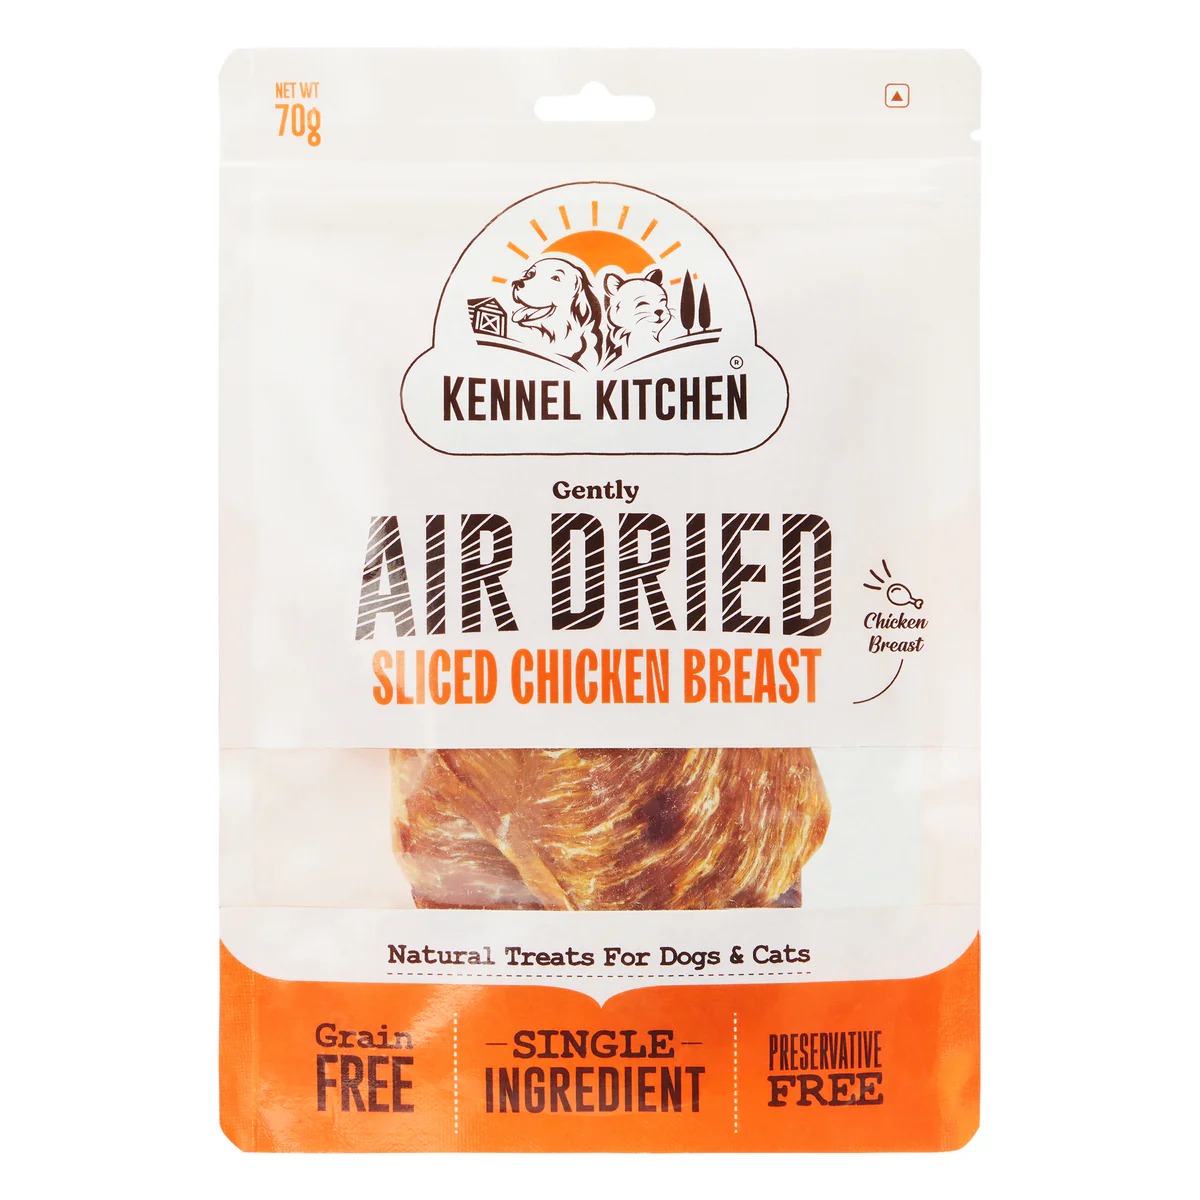 NET WT
70g
KENNEL KITCHEN
®
Gently
AIR DRIED
SLICED CHICKEN BREAST
Chicken
Breast
Natural Treats For Dogs & Cats
Grain
FREE
SINGLE
INGREDIENT
PRESERVATIVE
FREE